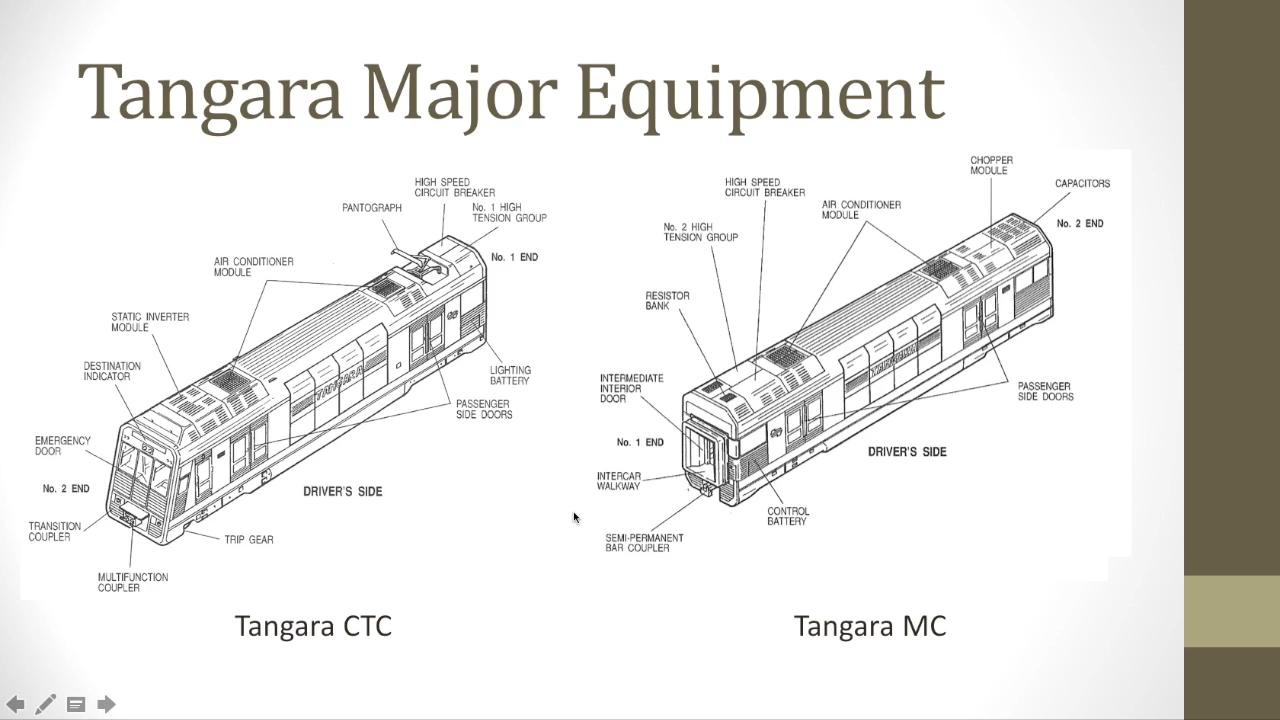 Tangara Major Equipment
HIGH SPEED
CIRCUIT BREAKER
PANTOGRAPH
No. 1 HIGH
TENSION GROUP
No. 1 END
AIR CONDITIONER
MODULE
STATIC INVERTER
MODULE
DESTINATION
INDICATOR
LIGHTING
BATTERY
PASSENGER
SIDE DOORS
EMERGENCY
DOOR
No. 2 END
DRIVER'S SIDE
TRANSITION
COUPLER
TRIP GEAR
MULTIFUNCTION
COUPLER
TANGARA
Tangara CTC
CHOPPER
MODULE
HIGH SPEED
CIRCUIT BREAKER
CAPACITORS
AIR CONDITIONER
MODULE
No. 2 HIGH
TENSION GROUP
No. 2 END
RESISTOR
BANK
INTERMEDIATE
INTERIOR
DOOR
PASSENGER
SIDE DOORS
No. 1 END
DRIVER'S SIDE
INTERCAR
WALKWAY
CONTROL
BATTERY
SEMI-PERMANENT
BAR COUPLER
TANGARA
Tangara MC